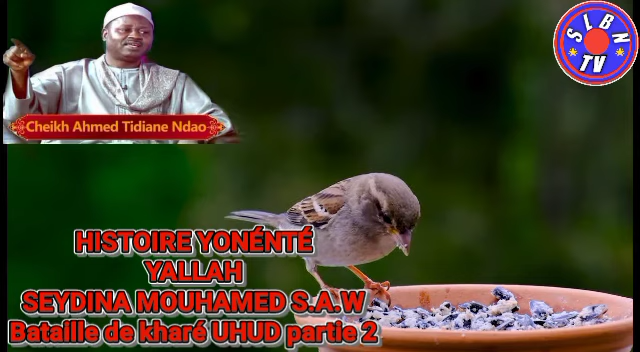 SLBN
TV
Cheikh Ahmed Tidiane Ndao
HISTOIRE YONÉNTÉ
YALLAH
SEYDINA MOUHAMED S.A.W
Bataille de kharé UHUD partie 2